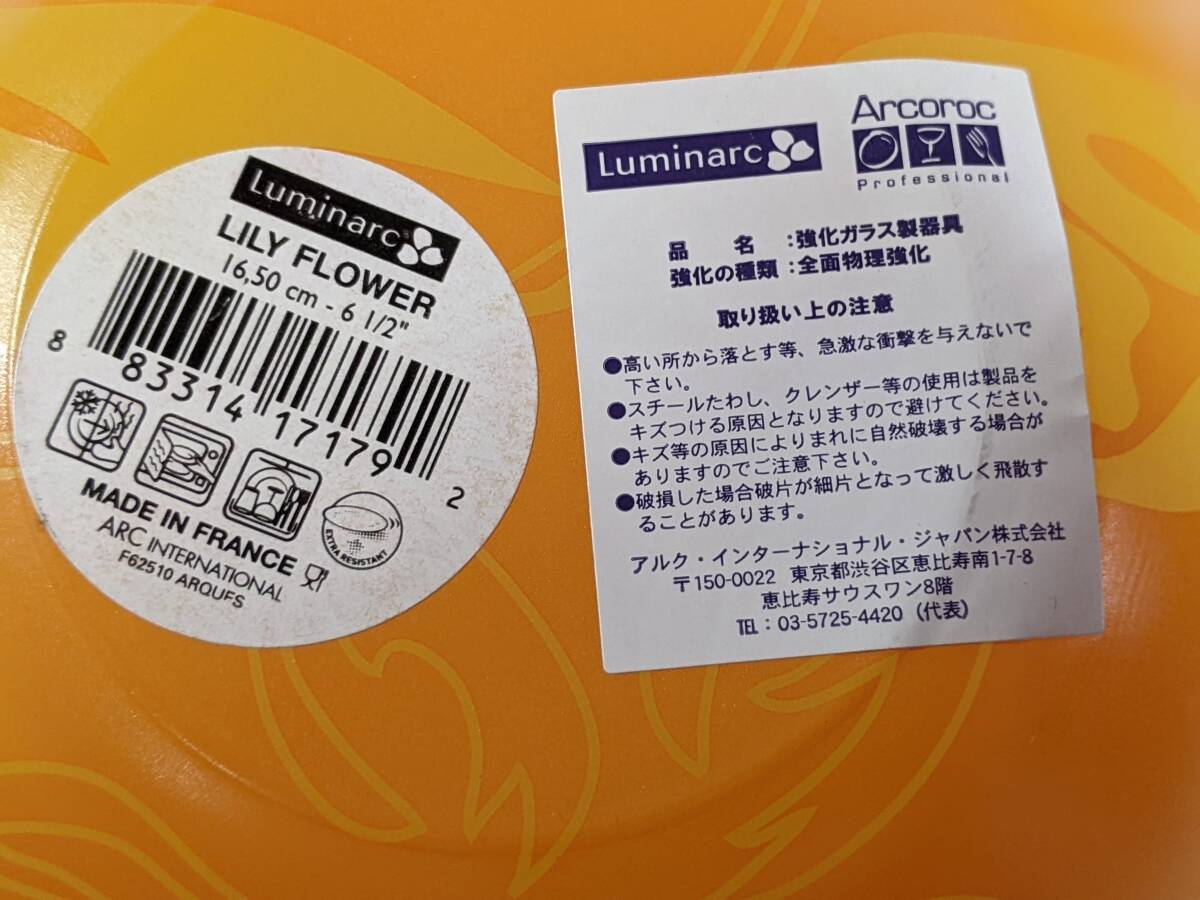 Luminarc
LILY FLOWER
16,50 cm - 6 1/2"
8 83314 17179 2
EXTRA RESISTANT
MADE IN FRANCE
ARC INTERNATIONAL
F62510 ARQUES
Luminarc
Arcoroc
Professional
品　名：強化ガラス製器具
強化の種類：全面物理強化
取り扱い上の注意
●高い所から落とす等、急激な衝撃を与えないで
下さい。
●スチールたわし、クレンザー等の使用は製品を
キズつける原因となりますので避けてください。
●キズ等の原因によりまれに自然破壊する場合が
ありますのでご注意下さい。
●破損した場合破片が細片となって激しく飛散す
ることがあります。
アルク・インターナショナル・ジャパン株式会社
〒150-0022 東京都渋谷区恵比寿南1-7-8
恵比寿サウスワン8階
TEL：03-5725-4420（代表）